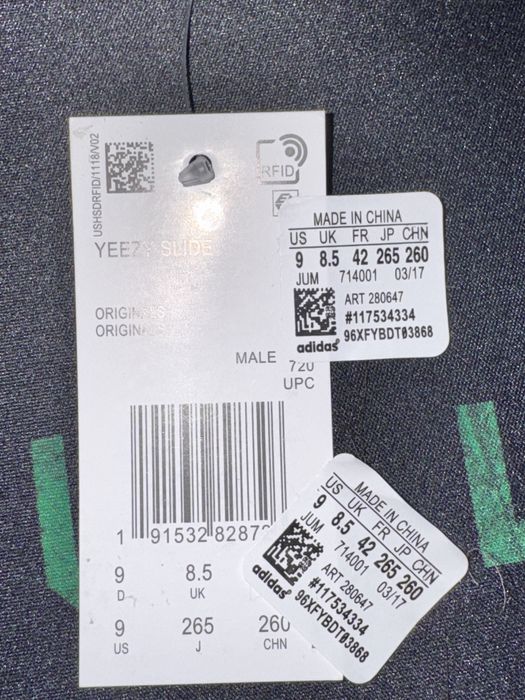 USHSDRFID/1118/V02
RFID
YEEZY SLIDE
ORIGINALS
ORIGINALS
MALE
720
UPC
1 91532 8287
9 8.5
D UK
9 265 260
US J CHN
MADE IN CHINA
US UK FR JP CHN
9 8.5 42 265 260
JUM 714001 03/17
ART 280647
#117534334
adidas 96XFYBDT03868
MADE IN CHINA
US UK FR JP CHN
9 8.5 42 265 260
JUM 714001 03/17
ART 280647
#117534334
adidas 96XFYBDT03868